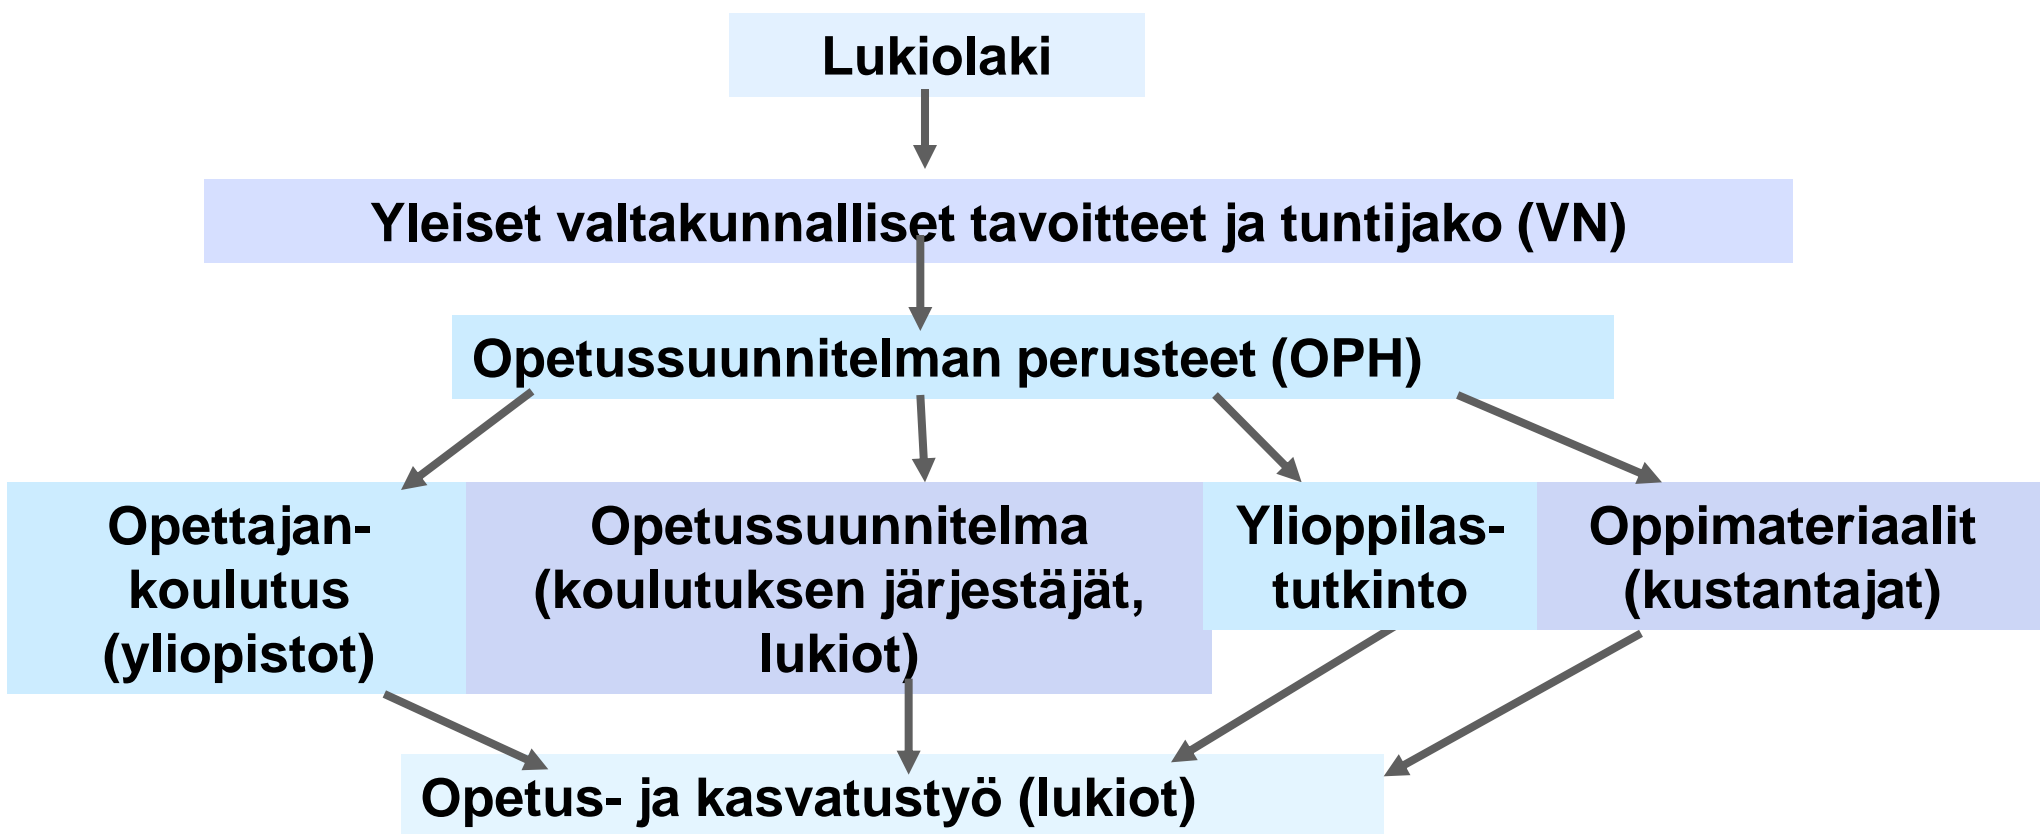 Lukiolaki
Yleiset valtakunnalliset tavoitteet ja tuntijako (VN)
Opetussuunnitelman perusteet (OPH)
Opettajan-
koulutus
(yliopistot)
Opetussuunnitelma
(koulutuksen järjestäjät,
lukiot)
Ylioppilas-
tutkinto
Oppimateriaalit
(kustantajat)
Opetus- ja kasvatustyö (lukiot)